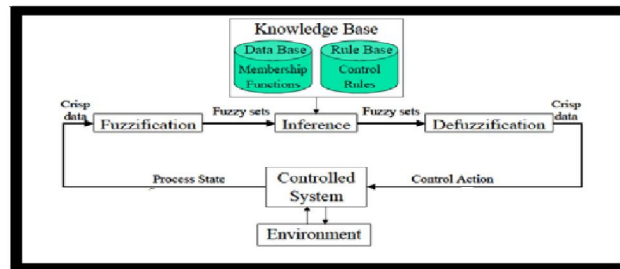 Knowledge Base
Data Base
Membership
Functions
Rule Base
Control
Rules
Crisp
data
Fuzzification
Fuzzy sets
Inference
Fuzzy sets
Defuzzification
Crisp
data
Process State
Controlled
System
Control Action
Environment